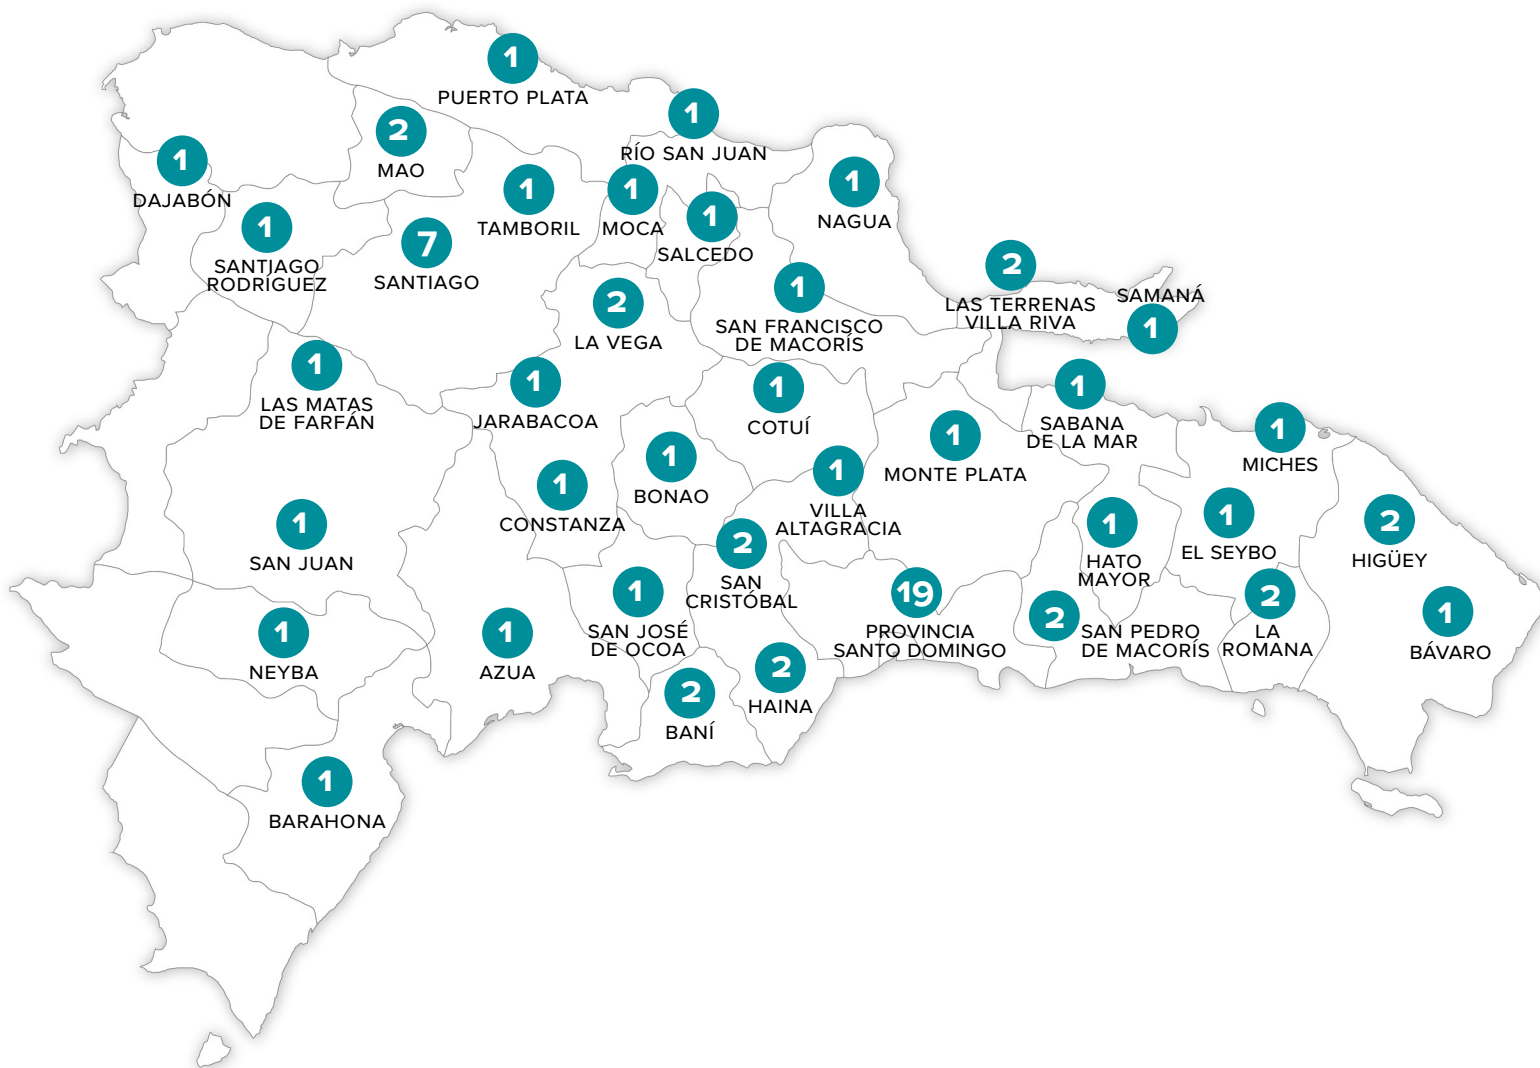 1
PUERTO PLATA
2
MAO
1
RÍO SAN JUAN
1
DAJABÓN
1
TAMBORIL
1
MOCA
1
SALCEDO
1
NAGUA
1
SANTIAGO
RODRÍGUEZ
7
SANTIAGO
2
LA VEGA
1
SAN FRANCISCO
DE MACORÍS
2
LAS TERRENAS
VILLA RIVA
SAMANÁ
1
1
LAS MATAS
DE FARFÁN
1
JARABACOA
1
COTUÍ
1
SABANA
DE LA MAR
1
MICHES
1
MONTE PLATA
1
BONAO
1
VILLA
ALTAGRACIA
1
CONSTANZA
1
SAN JUAN
2
SAN
CRISTÓBAL
1
HATO
MAYOR
1
EL SEYBO
2
HIGÜEY
1
NEYBA
1
AZUA
1
SAN JOSÉ
DE OCOA
19
PROVINCIA
SANTO DOMINGO
2
SAN PEDRO
DE MACORÍS
2
LA
ROMANA
1
BÁVARO
2
BANÍ
2
HAINA
1
BARAHONA